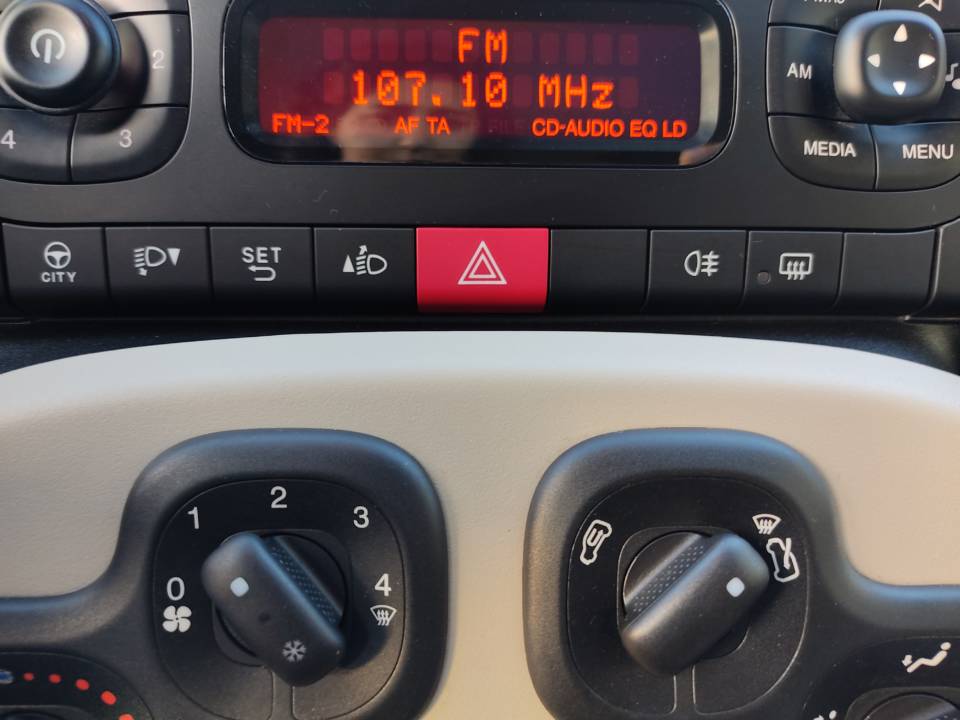 FM
2
107.10 MHz
AM
FM-2 AF TA CD-AUDIO EQ LD
4
3
MEDIA
MENU
CITY
SET
1
2
3
0
4